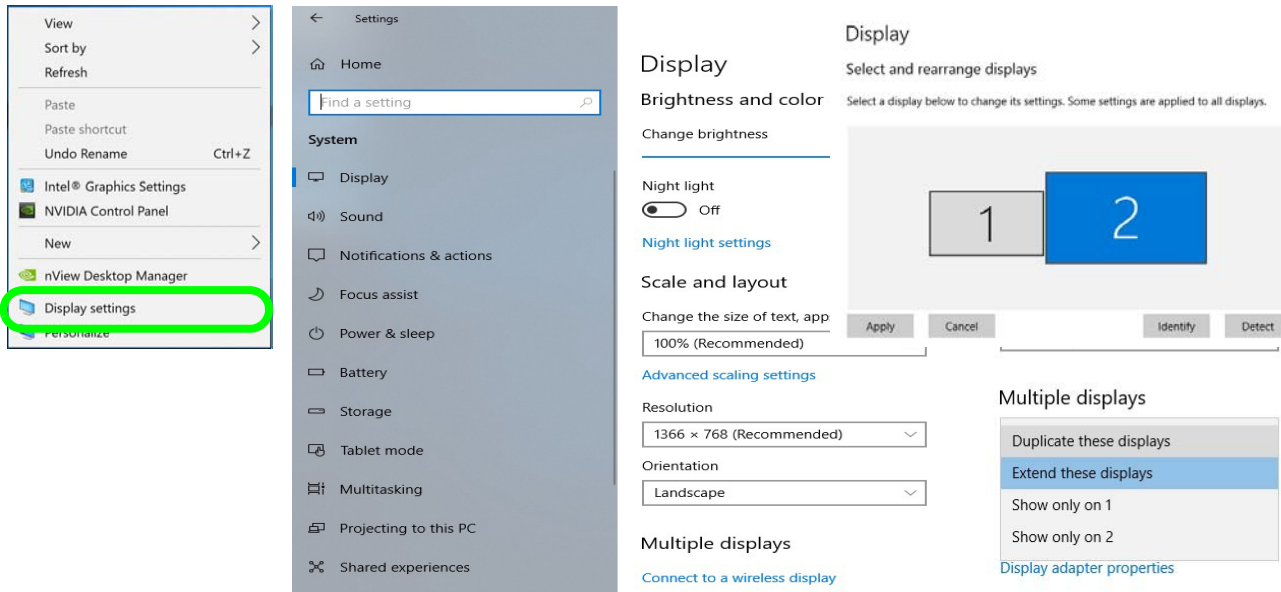 View
Sort by
Refresh
Paste
Paste shortcut
Undo Rename Ctrl+Z
Intel® Graphics Settings
NVIDIA Control Panel
New
nView Desktop Manager
Display settings
Personalize
Settings
Home
Find a setting
System
Display
Sound
Notifications & actions
Focus assist
Power & sleep
Battery
Storage
Tablet mode
Multitasking
Projecting to this PC
Shared experiences
Display
Brightness and color
Change brightness
Night light
Off
Night light settings
Scale and layout
Change the size of text, app
100% (Recommended)
Advanced scaling settings
Resolution
1366 × 768 (Recommended)
Orientation
Landscape
Multiple displays
Connect to a wireless display
Display
Select and rearrange displays
Select a display below to change its settings. Some settings are applied to all displays.
1 2
Apply Cancel Identify Detect
Multiple displays
Duplicate these displays
Extend these displays
Show only on 1
Show only on 2
Display adapter properties